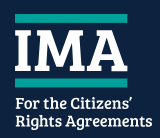 IMA
For the Citizens’
Rights Agreements